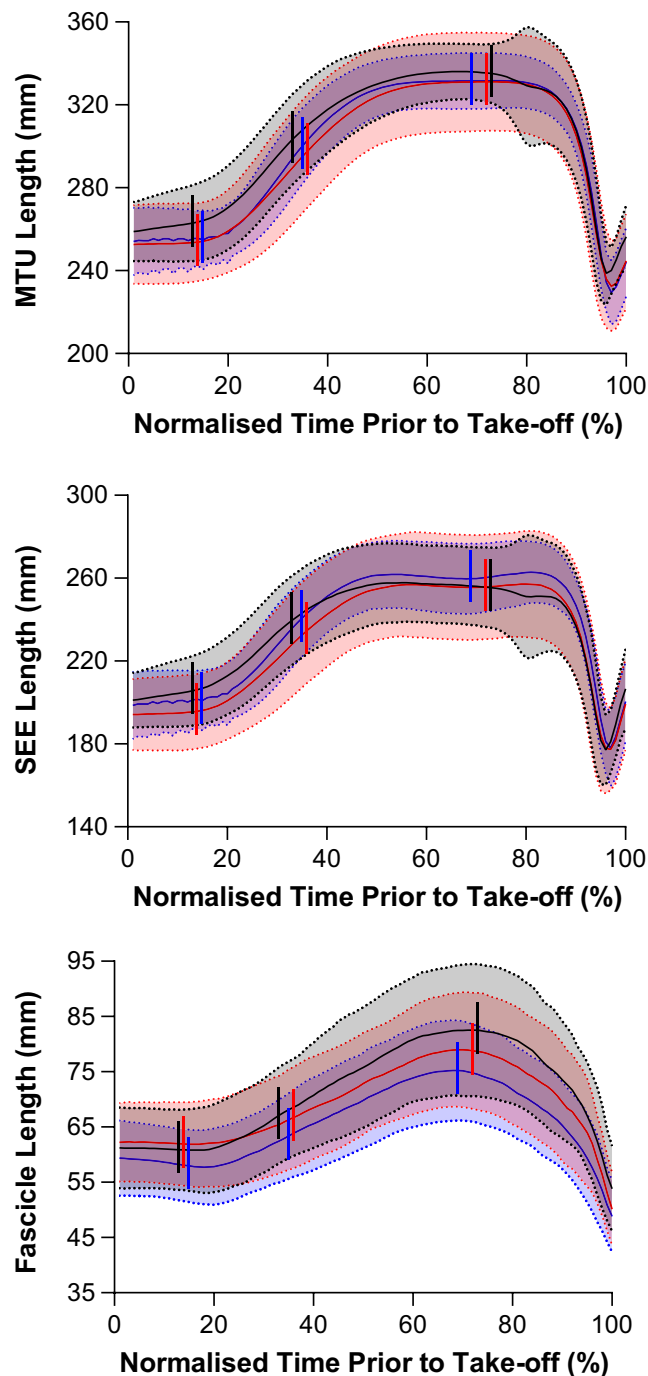 MTU Length (mm)
360
320
280
240
200
0 20 40 60 80 100
Normalised Time Prior to Take-off (%)
SEE Length (mm)
300
260
220
180
140
0 20 40 60 80 100
Normalised Time Prior to Take-off (%)
Fascicle Length (mm)
95
85
75
65
55
45
35
0 20 40 60 80 100
Normalised Time Prior to Take-off (%)